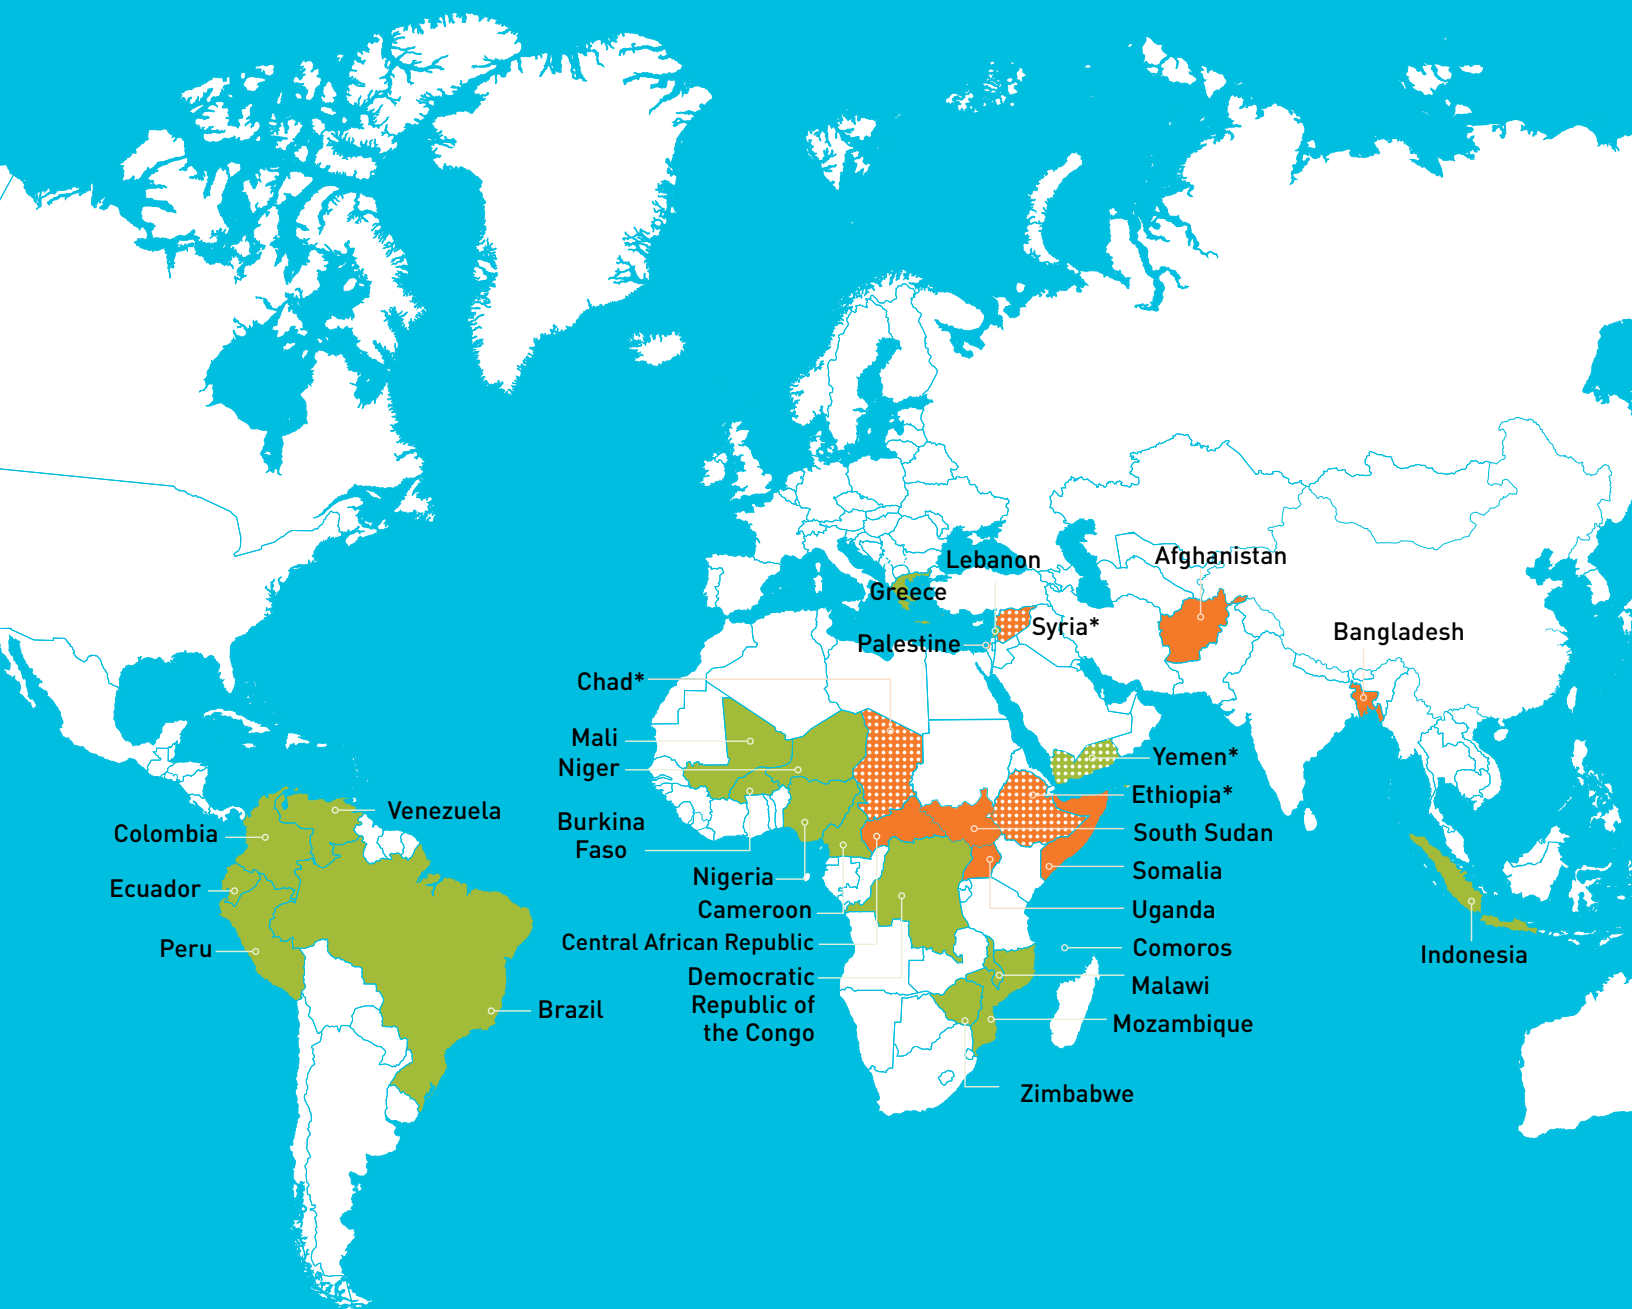 Lebanon
Afghanistan
Greece
Syria*
Bangladesh
Palestine
Chad*
Mali
Niger
Yemen*
Ethiopia*
Venezuela
Colombia
Burkina
Faso
South Sudan
Somalia
Nigeria
Ecuador
Cameroon
Uganda
Central African Republic
Peru
Comoros
Indonesia
Democratic
Republic of
the Congo
Malawi
Brazil
Mozambique
Zimbabwe